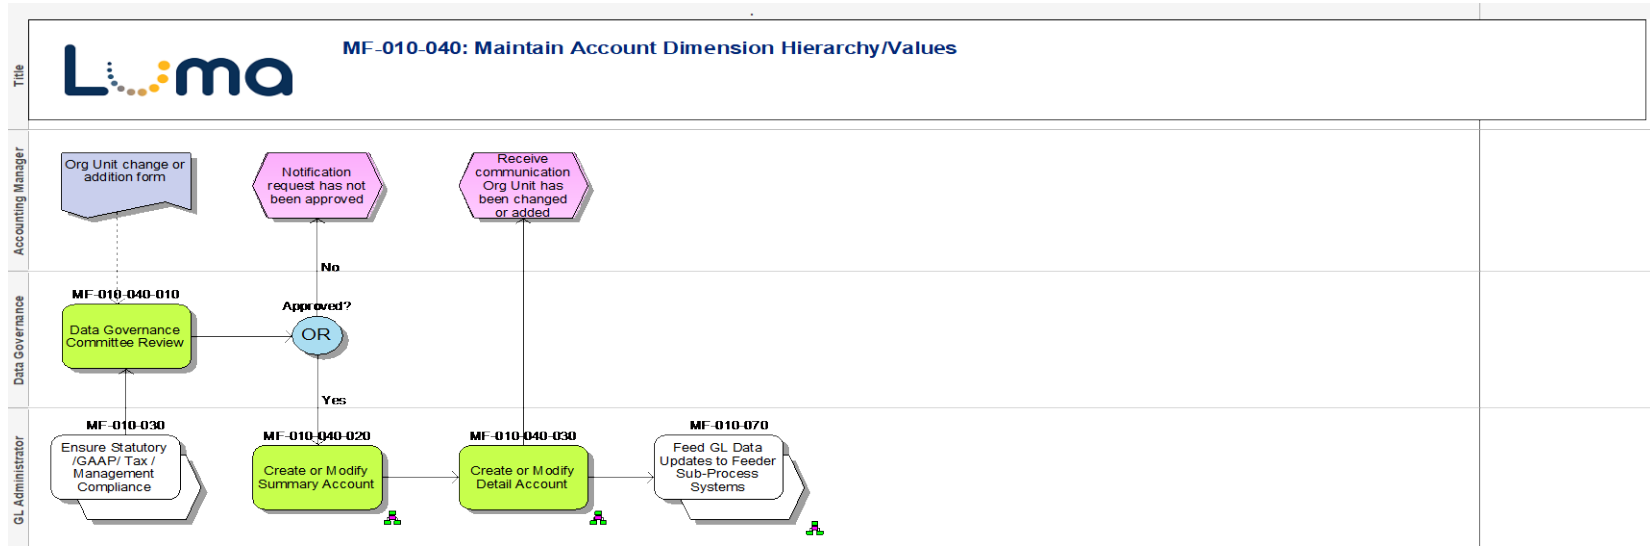 Title
Luma
MF-010-040: Maintain Account Dimension Hierarchy/Values
Accounting Manager
Org Unit change or
addition form
Notification
request has not
been approved
Receive
communication
Org Unit has
been changed
or added
No
Data Governance
MF-010-040-010
Data Governance
Committee Review
Approved?
OR
Yes
GL Administrator
MF-010-030
Ensure Statutory
/GAAP/ Tax /
Management
Compliance
MF-010-040-020
Create or Modify
Summary Account
MF-010-040-030
Create or Modify
Detail Account
MF-010-070
Feed GL Data
Updates to Feeder
Sub-Process
Systems